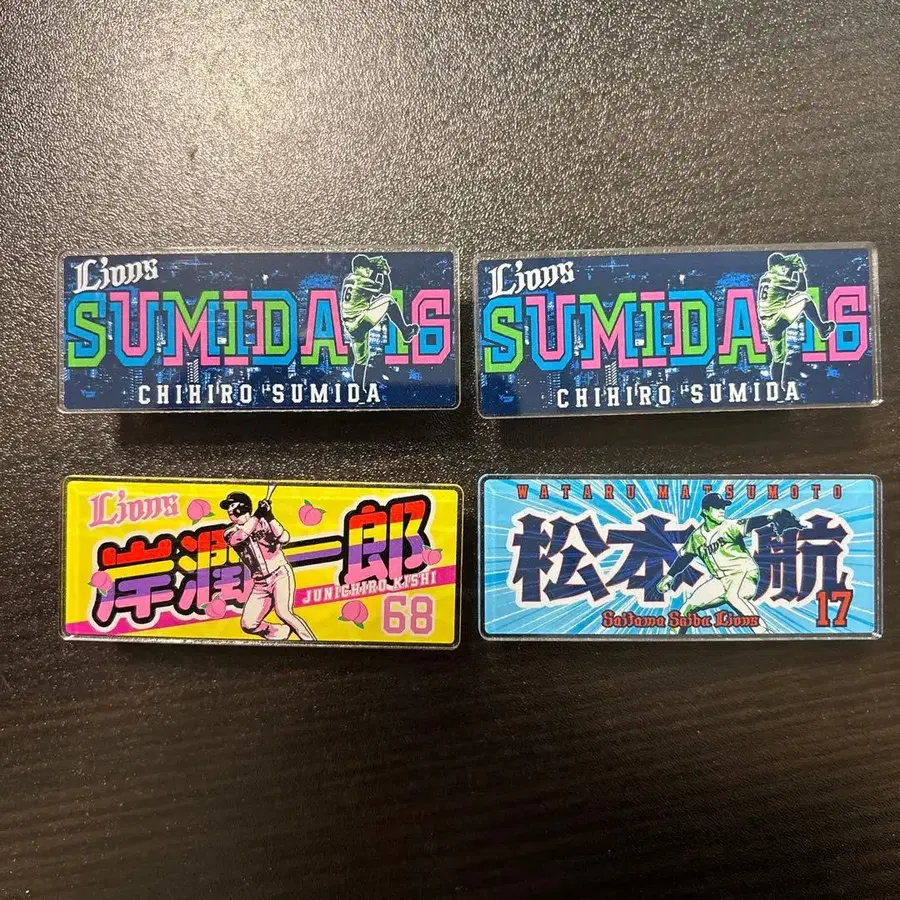 Lions
SUMIDA 16
CHIHIRO SUMIDA
Lions
SUMIDA 16
CHIHIRO SUMIDA
Lions
岸潤一郎
JUNICHIRO KISHI
68
WATARU MATSUMOTO
松本航
17
Saitama Seibu Lions